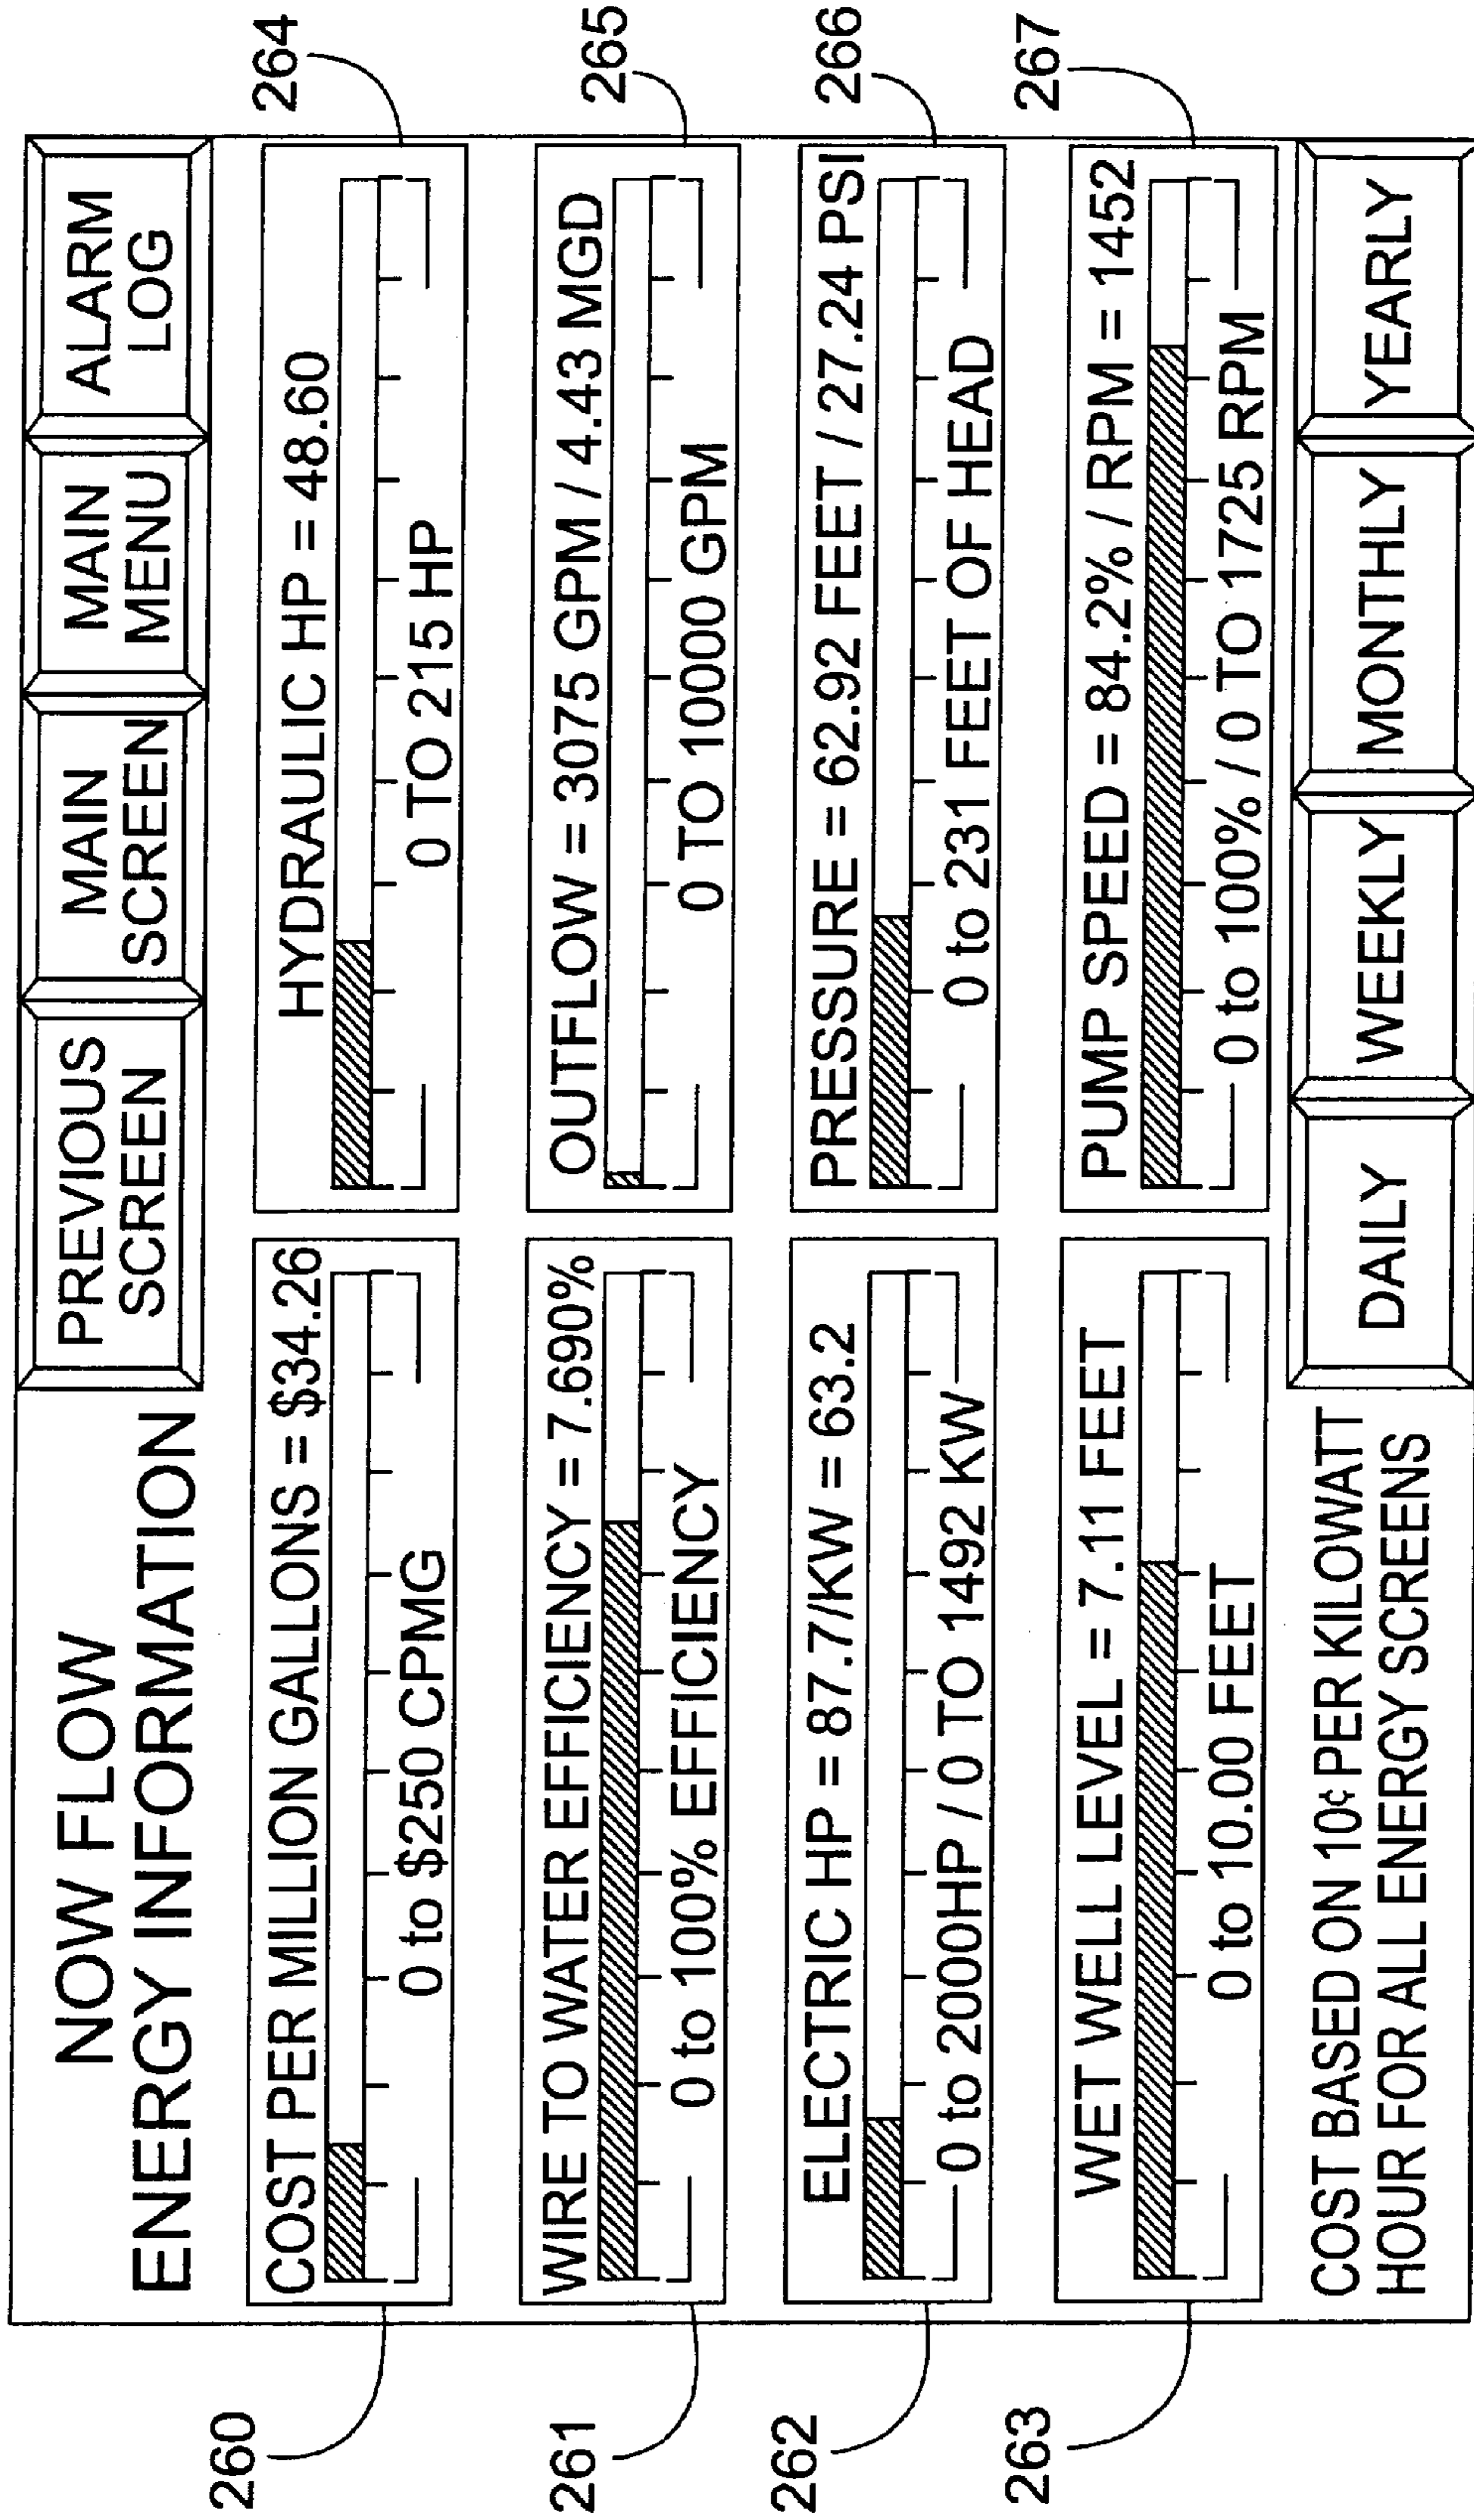 NOW FLOW
ENERGY INFORMATION
PREVIOUS
SCREEN
MAIN
SCREEN
MAIN
MENU
ALARM
LOG
260
COST PER MILLION GALLONS = $34.26
0 to $250 CPMG
HYDRAULIC HP = 48.60
0 TO 215 HP
264
261
WIRE TO WATER EFFICIENCY = 7.690%
0 to 100% EFFICIENCY
OUTFLOW = 3075 GPM / 4.43 MGD
0 TO 10000 GPM
265
262
ELECTRIC HP = 87.7/KW = 63.2
0 to 2000HP / 0 TO 1492 KW
PRESSURE = 62.92 FEET / 27.24 PSI
0 to 231 FEET OF HEAD
266
263
WET WELL LEVEL = 7.11 FEET
0 to 10.00 FEET
PUMP SPEED = 84.2% / RPM = 1452
0 to 100% / 0 TO 1725 RPM
267
COST BASED ON 10¢ PER KILOWATT
HOUR FOR ALL ENERGY SCREENS
DAILY
WEEKLY
MONTHLY
YEARLY